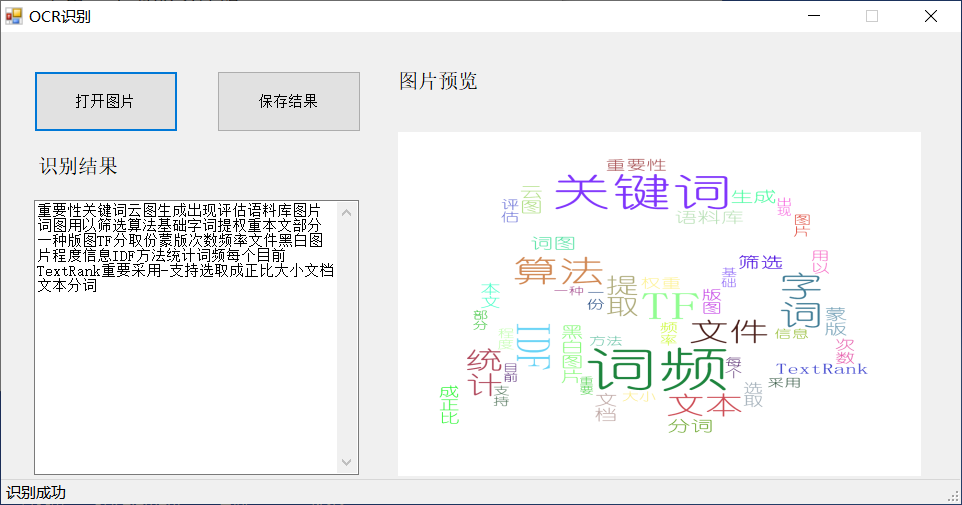 OCR识别
打开图片
保存结果
图片预览
识别结果
重要性关键词云图生成出现评估语料库图片
词图用以筛选算法基础字词提权重本文部分
一种版图TF分取份蒙版次数频率文件黑白图
片程度信息IDF方法统计词频每个目前
TextRank重要采用-支持选取成正比大小文档
文本分词
重要性
关键词
云图
生成
出现
评估
语料库
图片
词图
用以
筛选
算法
基础
字词
提取
权重
本文
一种
一份
TF
版图
蒙版
部分
频率
文件
信息
程度
IDF
黑白图片
方法
次数
统计
目前
词频
每个
TextRank
重要
采用
支持
选取
成正比
大小
文档
文本
分词
识别成功